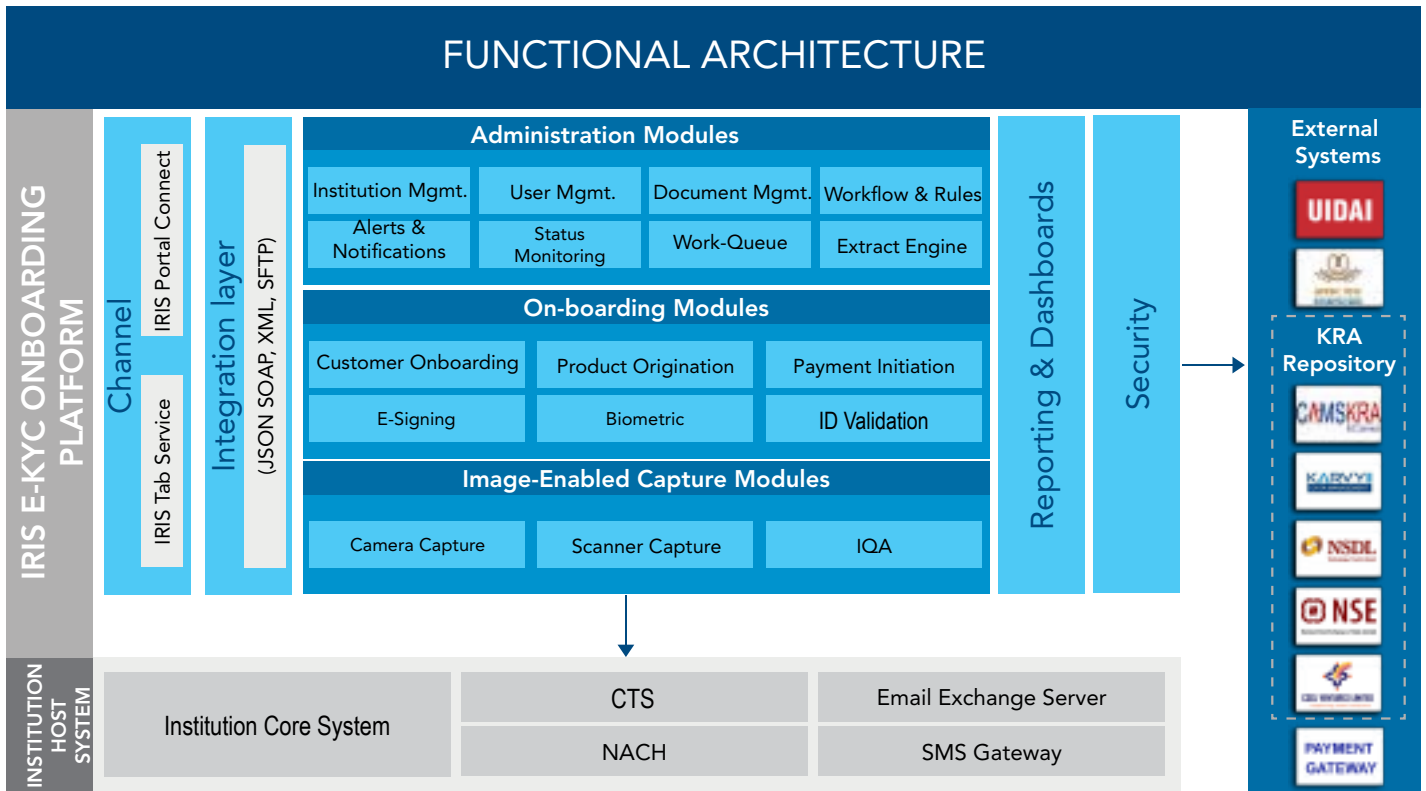 FUNCTIONAL ARCHITECTURE
IRIS E-KYC ONBOARDING
PLATFORM
Channel
IRIS Portal Connect
IRIS Tab Service
Integration layer
(JSON SOAP, XML, SFTP)
Administration Modules
Institution Mgmt.
User Mgmt.
Document Mgmt.
Workflow & Rules
Alerts &
Notifications
Status
Monitoring
Work-Queue
Extract Engine
On-boarding Modules
Customer Onboarding
Product Origination
Payment Initiation
E-Signing
Biometric
ID Validation
Image-Enabled Capture Modules
Camera Capture
Scanner Capture
IQA
Reporting & Dashboards
Security
External
Systems
UIDAI
KRA
Repository
CAMSKRA
KARVY
NSDL
NSE
PAYMENT
GATEWAY
INSTITUTION
HOST
SYSTEM
Institution Core System
CTS
Email Exchange Server
NACH
SMS Gateway